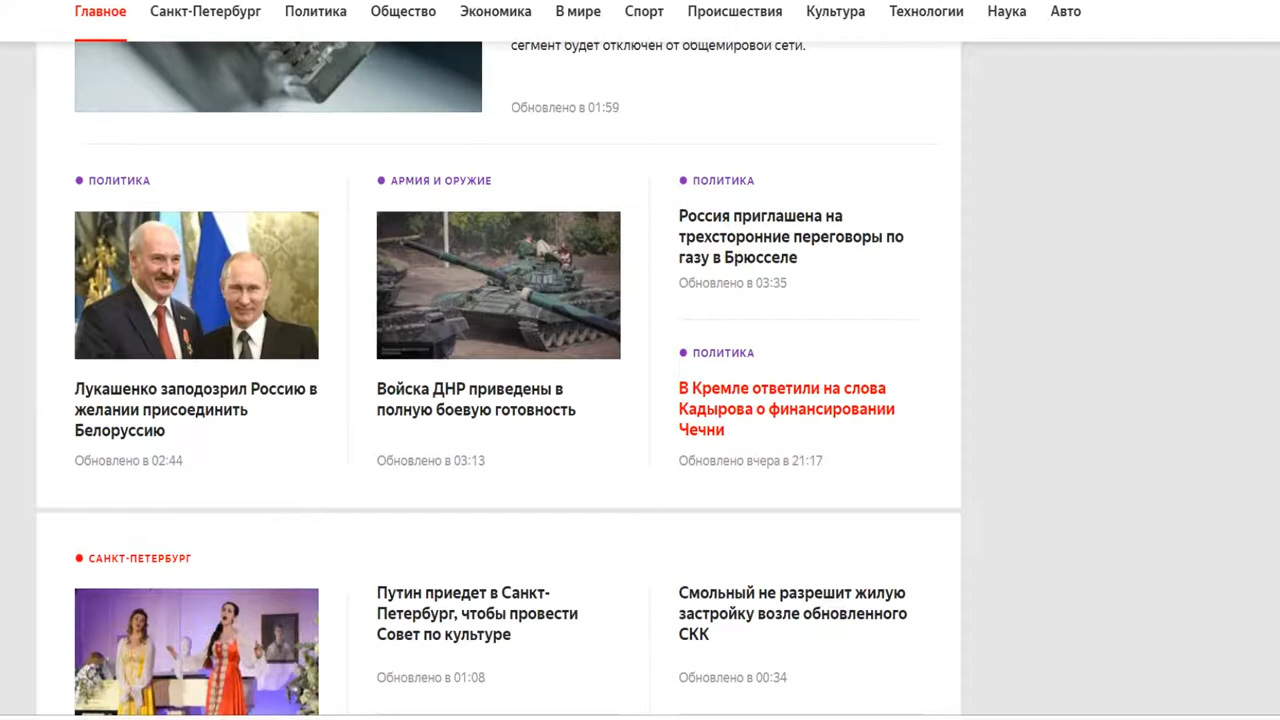 Главное Санкт-Петербург Политика Общество Экономика В мире Спорт Происшествия Культура Технологии Наука Авто
сегмент будет отключен от общемировой сети.
Обновлено в 01:59
ПОЛИТИКА
Лукашенко заподозрил Россию в
желании присоединить
Белоруссию
Обновлено в 02:44
АРМИЯ И ОРУЖИЕ
Войска ДНР приведены в
полную боевую готовность
Обновлено в 03:13
ПОЛИТИКА
Россия приглашена на
трехсторонние переговоры по
газу в Брюсселе
Обновлено в 03:35
ПОЛИТИКА
В Кремле ответили на слова
Кадырова о финансировании
Чечни
Обновлено вчера в 21:17
САНКТ-ПЕТЕРБУРГ
Путин приедет в Санкт-
Петербург, чтобы провести
Совет по культуре
Обновлено в 01:08
Смольный не разрешит жилую
застройку возле обновленного
СКК
Обновлено в 00:34